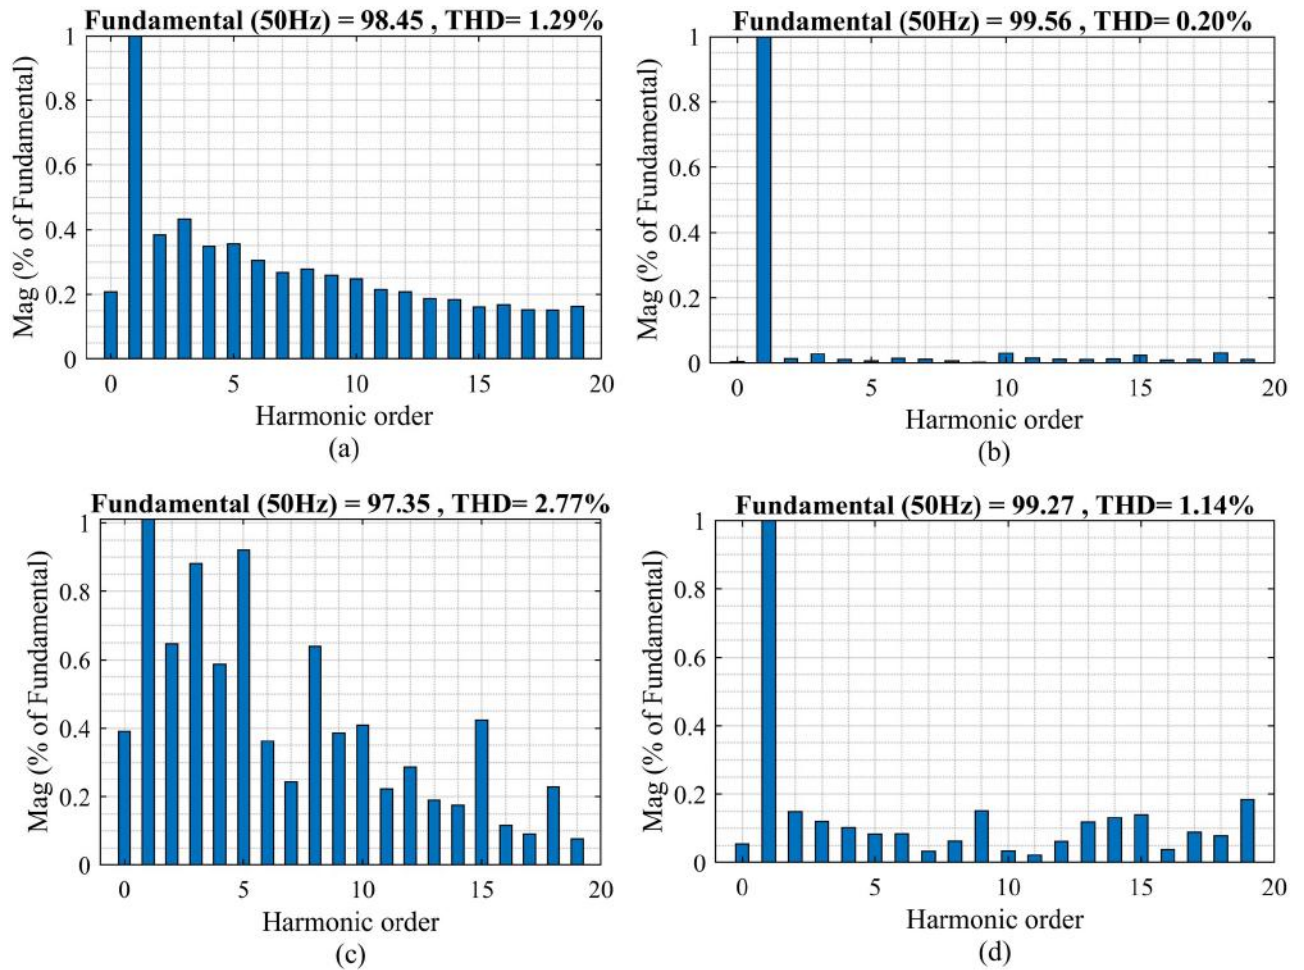 Fundamental (50Hz) = 98.45 , THD= 1.29%
Mag (% of Fundamental)
1
0.8
0.6
0.4
0.2
0
0 5 10 15 20
Harmonic order
(a)
Fundamental (50Hz) = 99.56 , THD= 0.20%
Mag (% of Fundamental)
1
0.8
0.6
0.4
0.2
0
0 5 10 15 20
Harmonic order
(b)
Fundamental (50Hz) = 97.35 , THD= 2.77%
Mag (% of Fundamental)
1
0.8
0.6
0.4
0.2
0
0 5 10 15 20
Harmonic order
(c)
Fundamental (50Hz) = 99.27 , THD= 1.14%
Mag (% of Fundamental)
1
0.8
0.6
0.4
0.2
0
0 5 10 15 20
Harmonic order
(d)